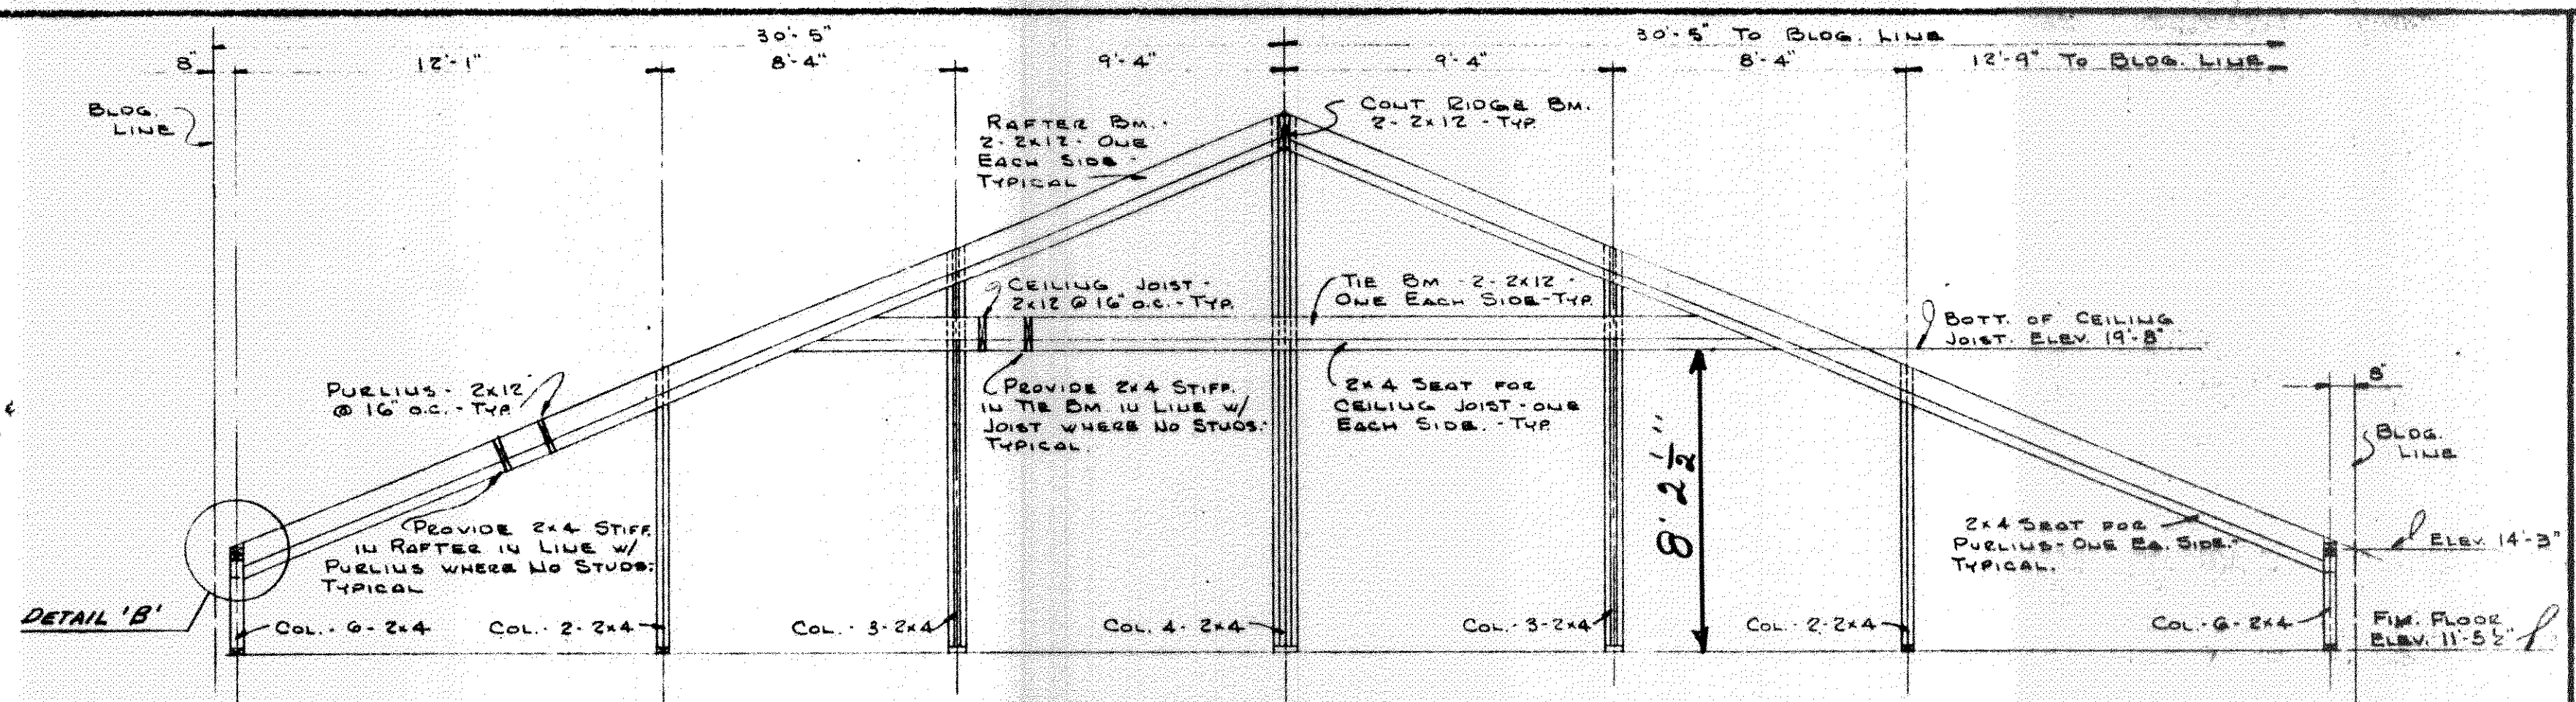 30'-5"
30'-5" TO BLDG. LINE
8"
12'-1"
8'-4"
9'-4"
9'-4"
8'-4"
12'-9" TO BLDG. LINE
BLDG.
LINE
RAFTER BM.
2-2x12-ONE
EACH SIDE-
TYPICAL
CONT RIDGE BM.
2-2x12-TYP.
CEILING JOIST-
2x12 @ 16" O.C.-TYP.
TIE BM-2-2x12-
ONE EACH SIDE-TYP.
BOTT. OF CEILING
JOIST. ELEV. 19'-8"
PURLINS-2x12
@ 16" O.C.-TYP.
PROVIDE 2x4 STIFF.
IN TIE BM IN LINE W/
JOIST WHERE NO STUDS.
TYPICAL.
2x4 SEAT FOR
CEILING JOIST-ONE
EACH SIDE.-TYP.
8' 2½"
8"
BLDG.
LINE
PROVIDE 2x4 STIFF.
IN RAFTER IN LINE W/
PURLINS WHERE NO STUDS.
TYPICAL
2x4 SEAT FOR
PURLINS-ONE EA. SIDE.
TYPICAL.
ELEV. 14'-3"
DETAIL 'B'
COL.-6-2x4
COL.-2-2x4
COL.-3-2x4
COL. 4-2x4
COL.-3-2x4
COL.-2-2x4
COL.-6-2x4
FIN. FLOOR
ELEV. 11'-5½"